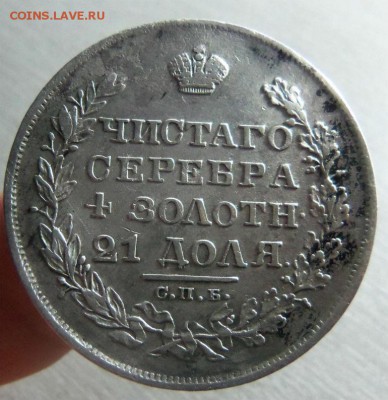 COINS.LAVE.RU
ЧИСТАГО
СЕРЕБРА
4 ЗОЛОТН.
21 ДОЛЯ.
С.П.Б.